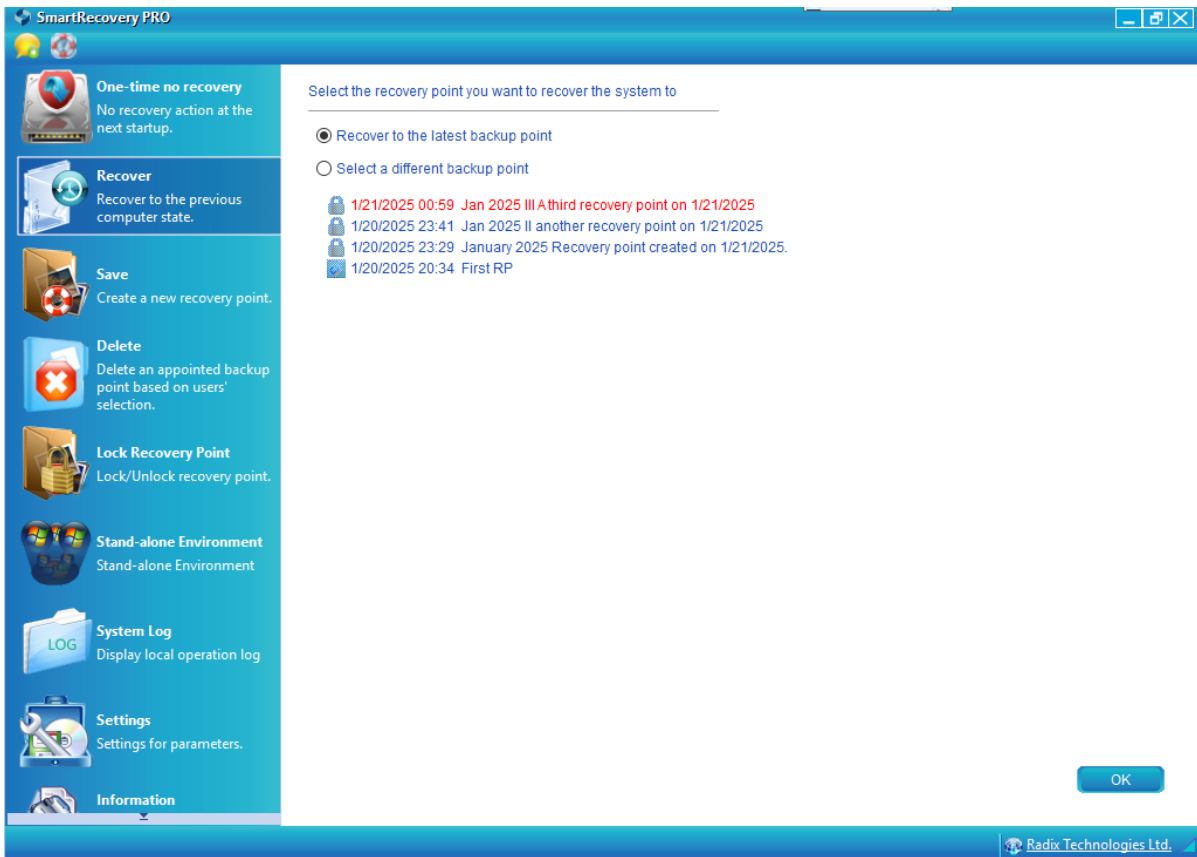 SmartRecovery PRO
One-time no recovery
No recovery action at the
next startup.
Recover
Recover to the previous
computer state.
Save
Create a new recovery point.
Delete
Delete an appointed backup
point based on users'
selection.
Lock Recovery Point
Lock/Unlock recovery point.
Stand-alone Environment
Stand-alone Environment
LOG
System Log
Display local operation log
Settings
Settings for parameters.
Information
Select the recovery point you want to recover the system to
Recover to the latest backup point
Select a different backup point
1/21/2025 00:59 Jan 2025 III A third recovery point on 1/21/2025
1/20/2025 23:41 Jan 2025 II another recovery point on 1/21/2025
1/20/2025 23:29 January 2025 Recovery point created on 1/21/2025.
1/20/2025 20:34 First RP
OK
Radix Technologies Ltd.